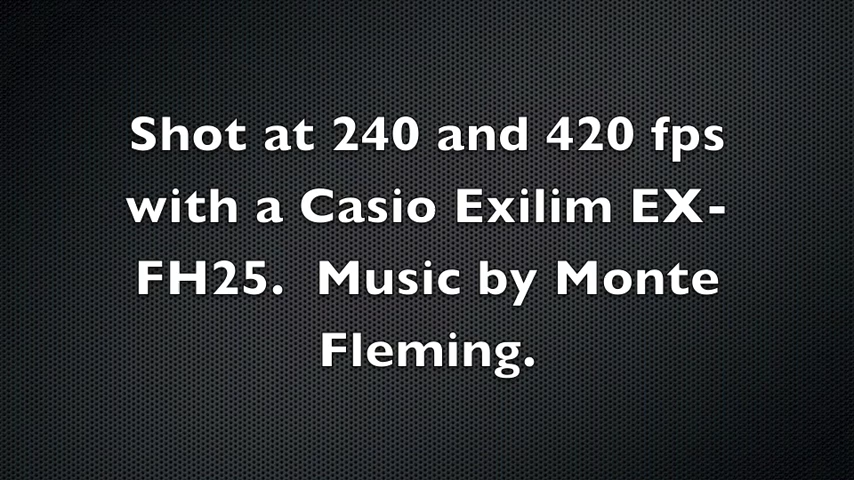 Shot at 240 and 420 fps
with a Casio Exilim EX-
FH25.  Music by Monte
Fleming.